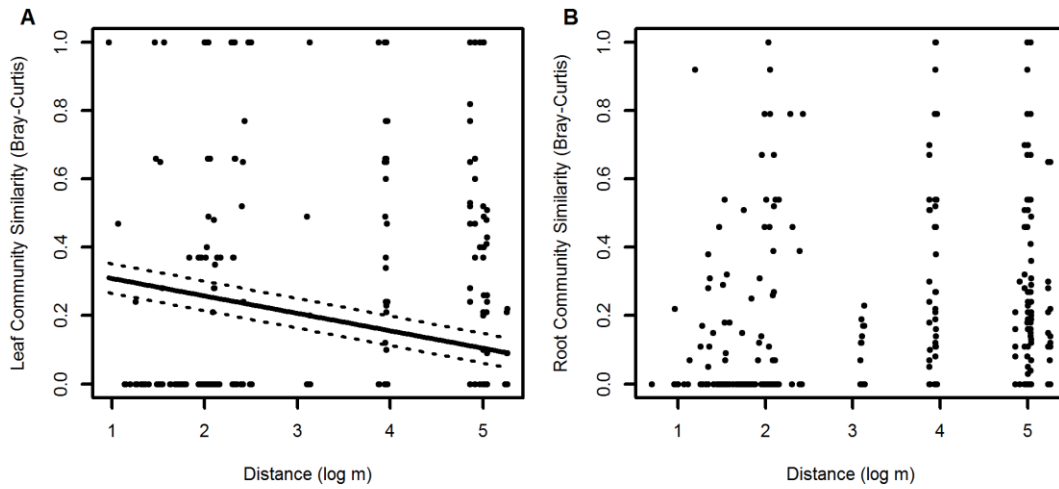 A
Leaf Community Similarity (Bray-Curtis)
1.0
0.8
0.6
0.4
0.2
0.0
1 2 3 4 5
Distance (log m)
B
Root Community Similarity (Bray-Curtis)
1.0
0.8
0.6
0.4
0.2
0.0
1 2 3 4 5
Distance (log m)